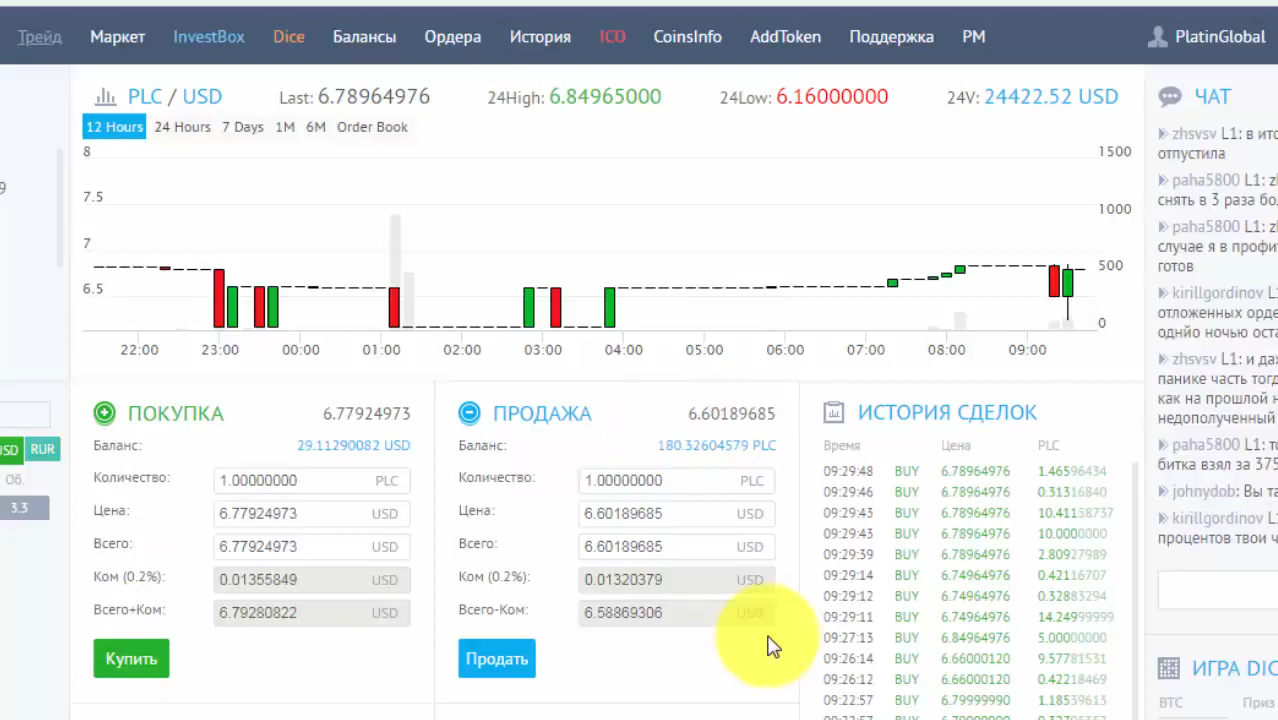 Трейд Маркет InvestBox Dice Балансы Ордера История ICO CoinsInfo AddToken Поддержка PM PlatinGlobal
PLC / USD Last: 6.78964976 24High: 6.84965000 24Low: 6.16000000 24V: 24422.52 USD
12 Hours 24 Hours 7 Days 1M 6M Order Book
8 1500
7.5
1000
7
500
6.5
0
22:00 23:00 00:00 01:00 02:00 03:00 04:00 05:00 06:00 07:00 08:00 09:00
9
USD RUR
Об.
3.3
ПОКУПКА 6.77924973
Баланс: 29.11290082 USD
Количество: 1.00000000 PLC
Цена: 6.77924973 USD
Всего: 6.77924973 USD
Ком (0.2%): 0.01355849 USD
Всего+Ком: 6.79280822 USD
Купить
ПРОДАЖА 6.60189685
Баланс: 180.32604579 PLC
Количество: 1.00000000 PLC
Цена: 6.60189685 USD
Всего: 6.60189685 USD
Ком (0.2%): 0.01320379 USD
Всего-Ком: 6.58869306 USD
Продать
ИСТОРИЯ СДЕЛОК
Время Цена PLC
09:29:48 BUY 6.78964976 1.46596434
09:29:46 BUY 6.78964976 0.31316840
09:29:43 BUY 6.78964976 10.41158737
09:29:43 BUY 6.78964976 10.0000000
09:29:39 BUY 6.78964976 2.80927989
09:29:14 BUY 6.74964976 0.42116707
09:29:12 BUY 6.74964976 0.32883294
09:29:11 BUY 6.74964976 14.24999999
09:27:13 BUY 6.84964976 5.00000000
09:26:14 BUY 6.66000120 9.57781531
09:26:12 BUY 6.66000120 0.42218469
09:22:57 BUY 6.79999990 1.18539613
ЧАТ
zhsvsv L1: в ито
отпустила
paha5800 L1: zh
снять в 3 раза бол
paha5800 L1: zh
случае я в профи
готов
kirillgordinov L1
отложенных орде
однйо ночью оста
zhsvsv L1: и даж
панике часть тогд
как на прошлой н
недополученный
paha5800 L1: то
битка взял за 375
johnydob: Вы та
kirillgordinov L1
процентов твои ч
ИГРА DIC
BTC Приз